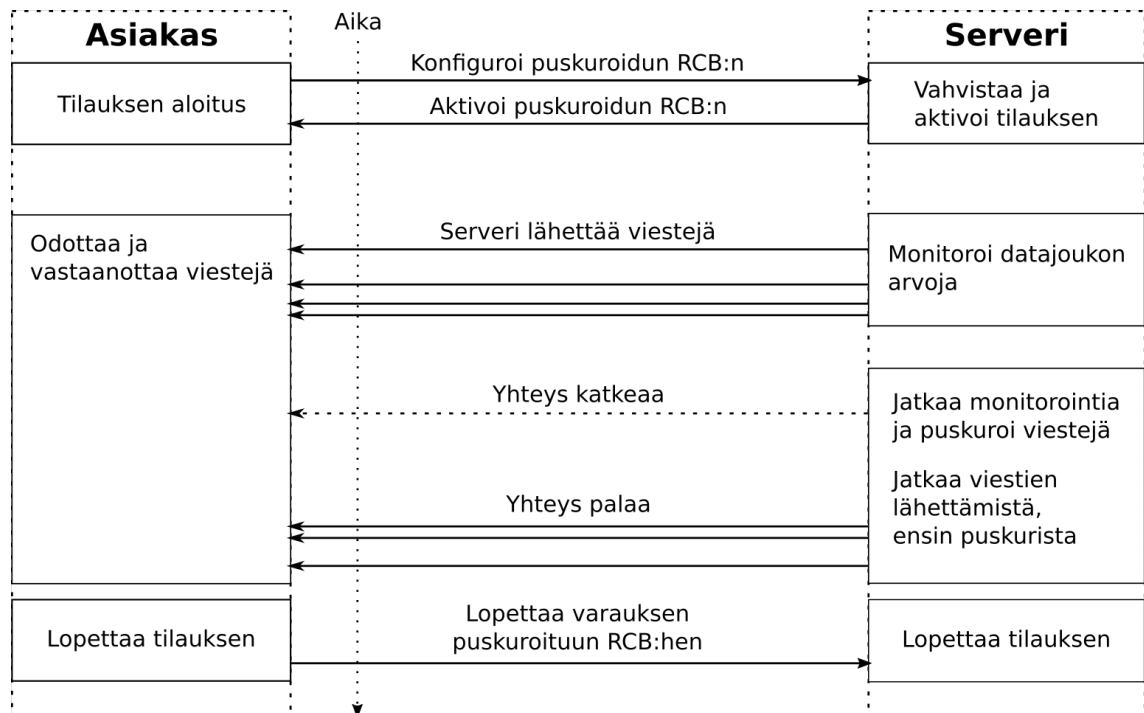 Aika
Asiakas
Serveri
Konfiguroi puskuroidun RCB:n
Tilauksen aloitus
Vahvistaa ja
aktivoi tilauksen
Aktivoi puskuroidun RCB:n
Serveri lähettää viestejä
Odottaa ja
vastaanottaa viestejä
Monitoroi datajoukon
arvoja
Yhteys katkeaa
Jatkaa monitorointia
ja puskuroi viestejä
Jatkaa viestien
lähettämistä,
ensin puskurista
Yhteys palaa
Lopettaa tilauksen
Lopettaa varauksen
puskuroituun RCB:hen
Lopettaa tilauksen